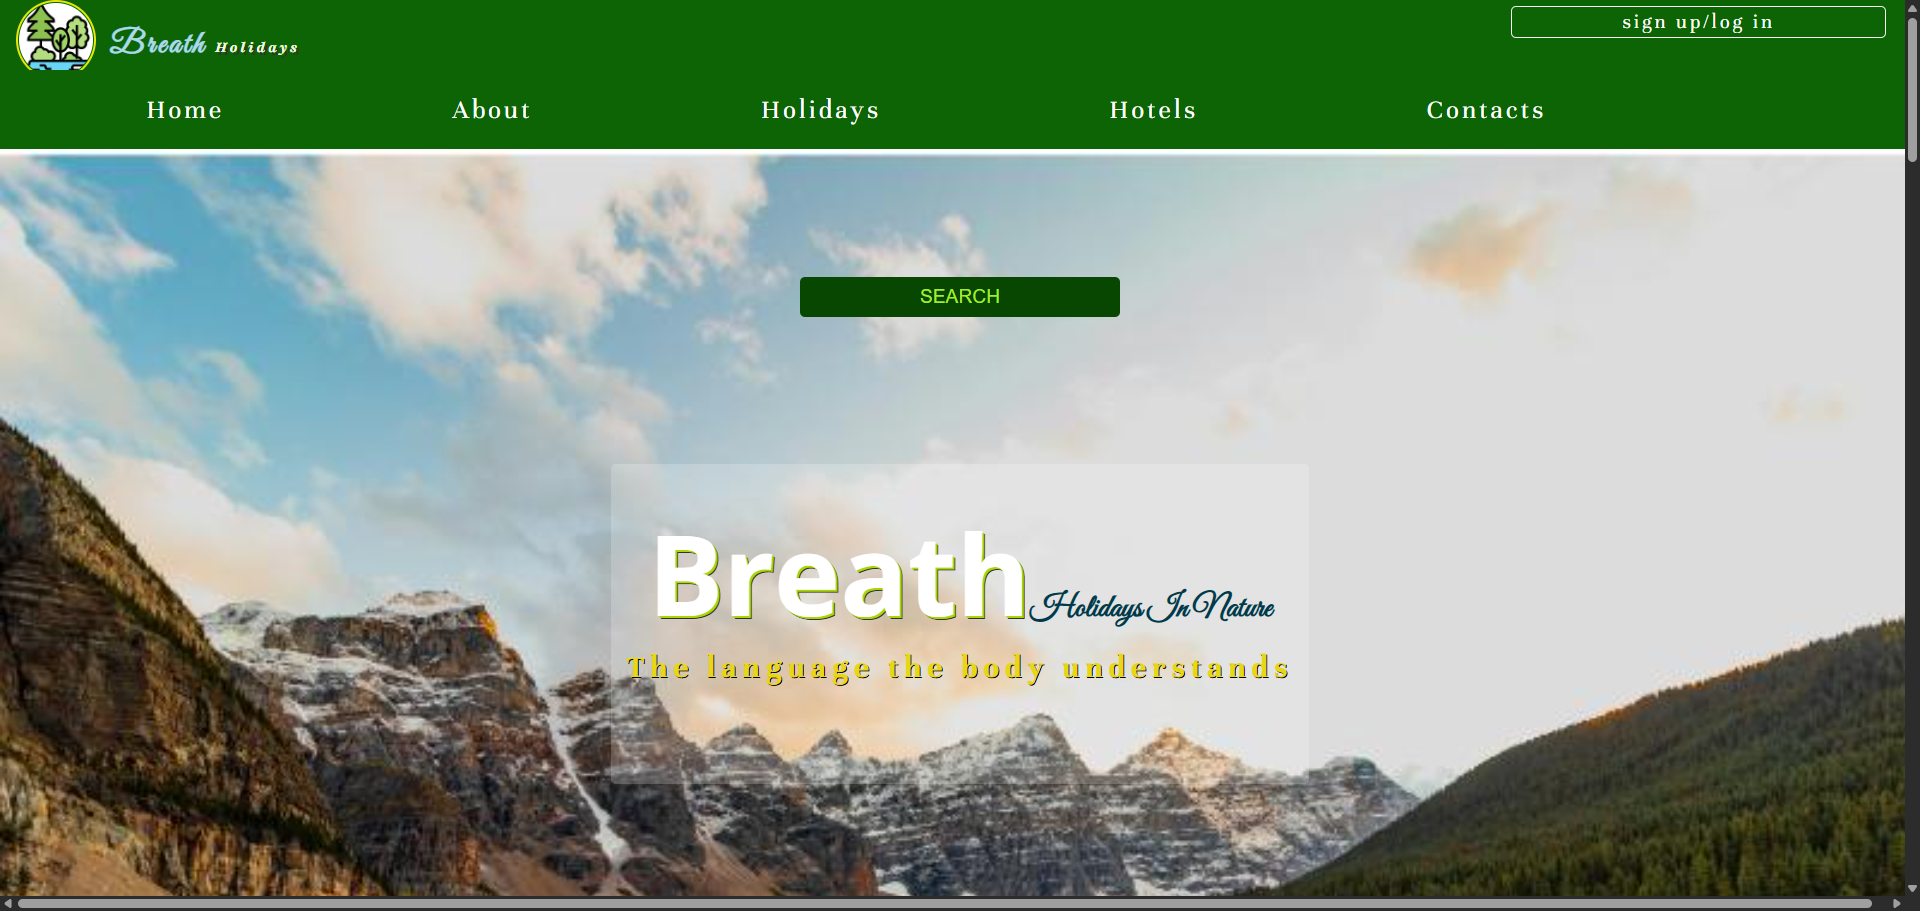 Breath Holidays
sign up/log in
Home About Holidays Hotels Contacts
SEARCH
Breath Holidays In Nature
The language the body understands